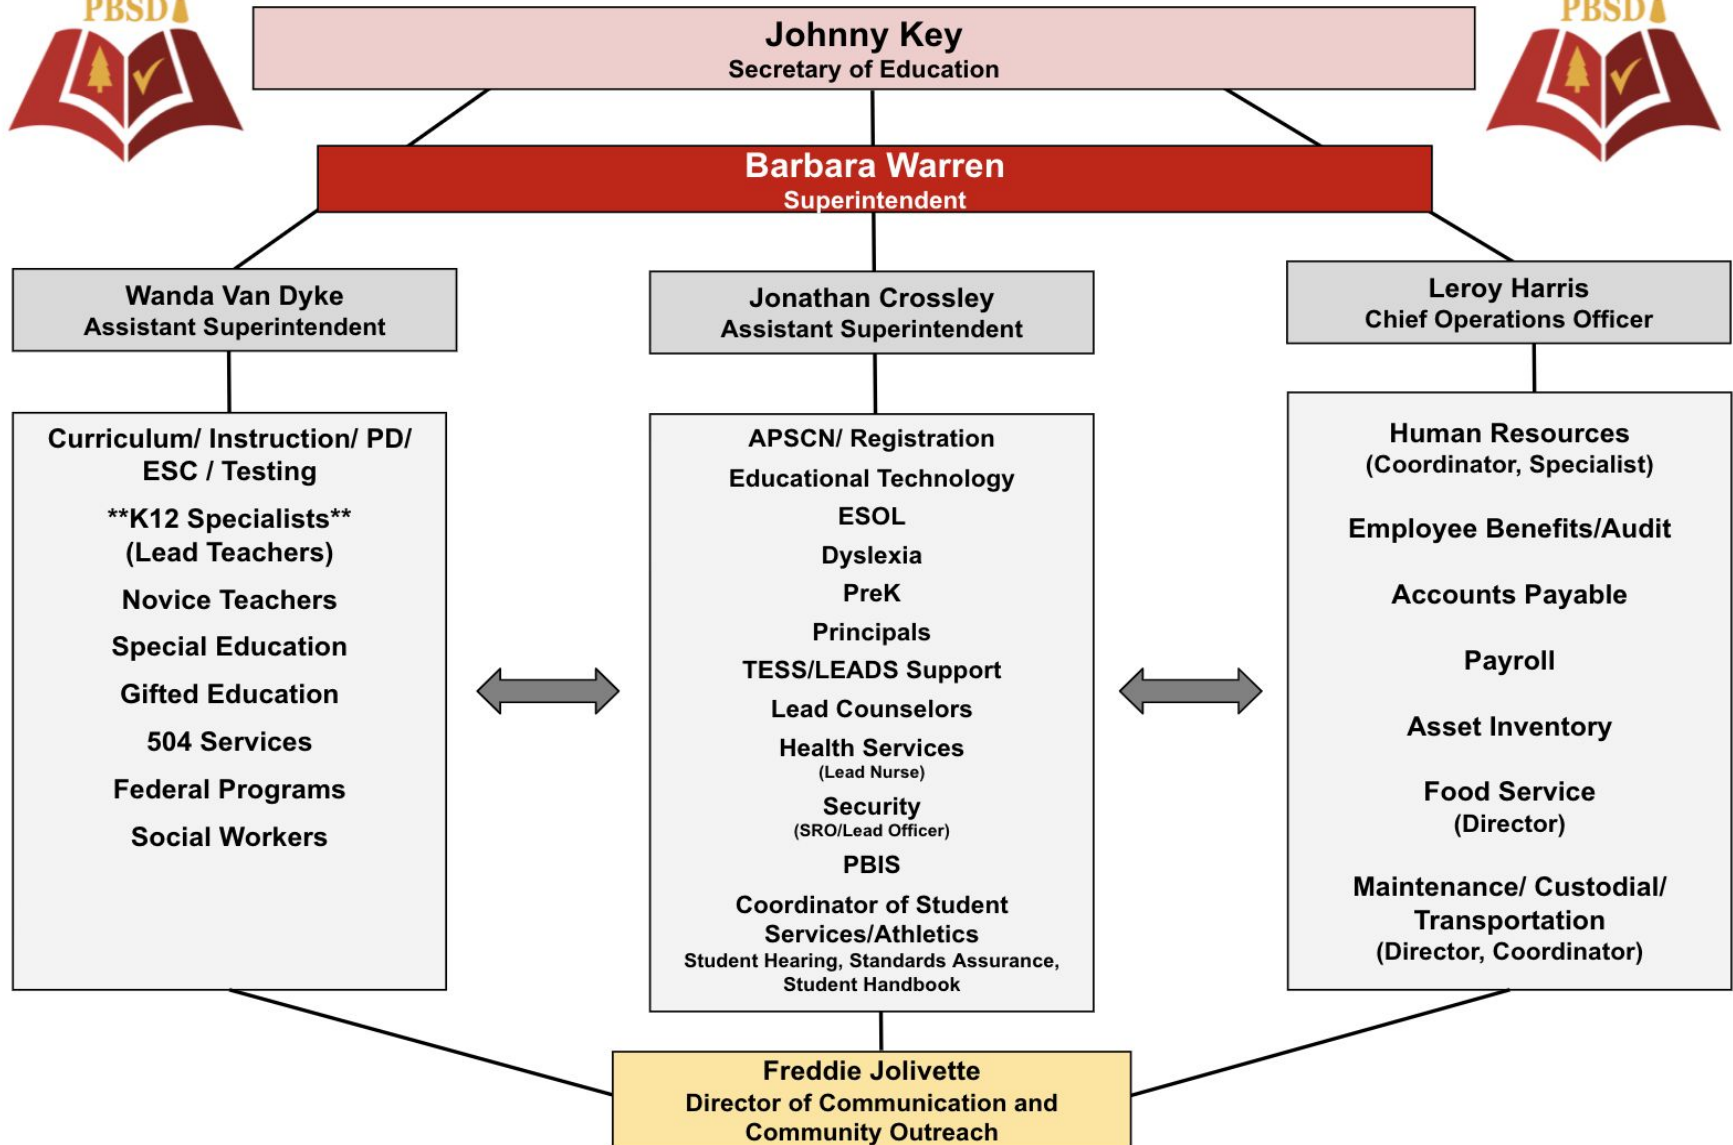 PBSD
PBSD
Johnny Key
Secretary of Education
Barbara Warren
Superintendent
Wanda Van Dyke
Assistant Superintendent
Jonathan Crossley
Assistant Superintendent
Leroy Harris
Chief Operations Officer
Curriculum/ Instruction/ PD/
ESC / Testing
**K12 Specialists**
(Lead Teachers)
Novice Teachers
Special Education
Gifted Education
504 Services
Federal Programs
Social Workers
APSCN/ Registration
Educational Technology
ESOL
Dyslexia
PreK
Principals
TESS/LEADS Support
Lead Counselors
Health Services
(Lead Nurse)
Security
(SRO/Lead Officer)
PBIS
Coordinator of Student
Services/Athletics
Student Hearing, Standards Assurance,
Student Handbook
Human Resources
(Coordinator, Specialist)
Employee Benefits/Audit
Accounts Payable
Payroll
Asset Inventory
Food Service
(Director)
Maintenance/ Custodial/
Transportation
(Director, Coordinator)
Freddie Jolivette
Director of Communication and
Community Outreach